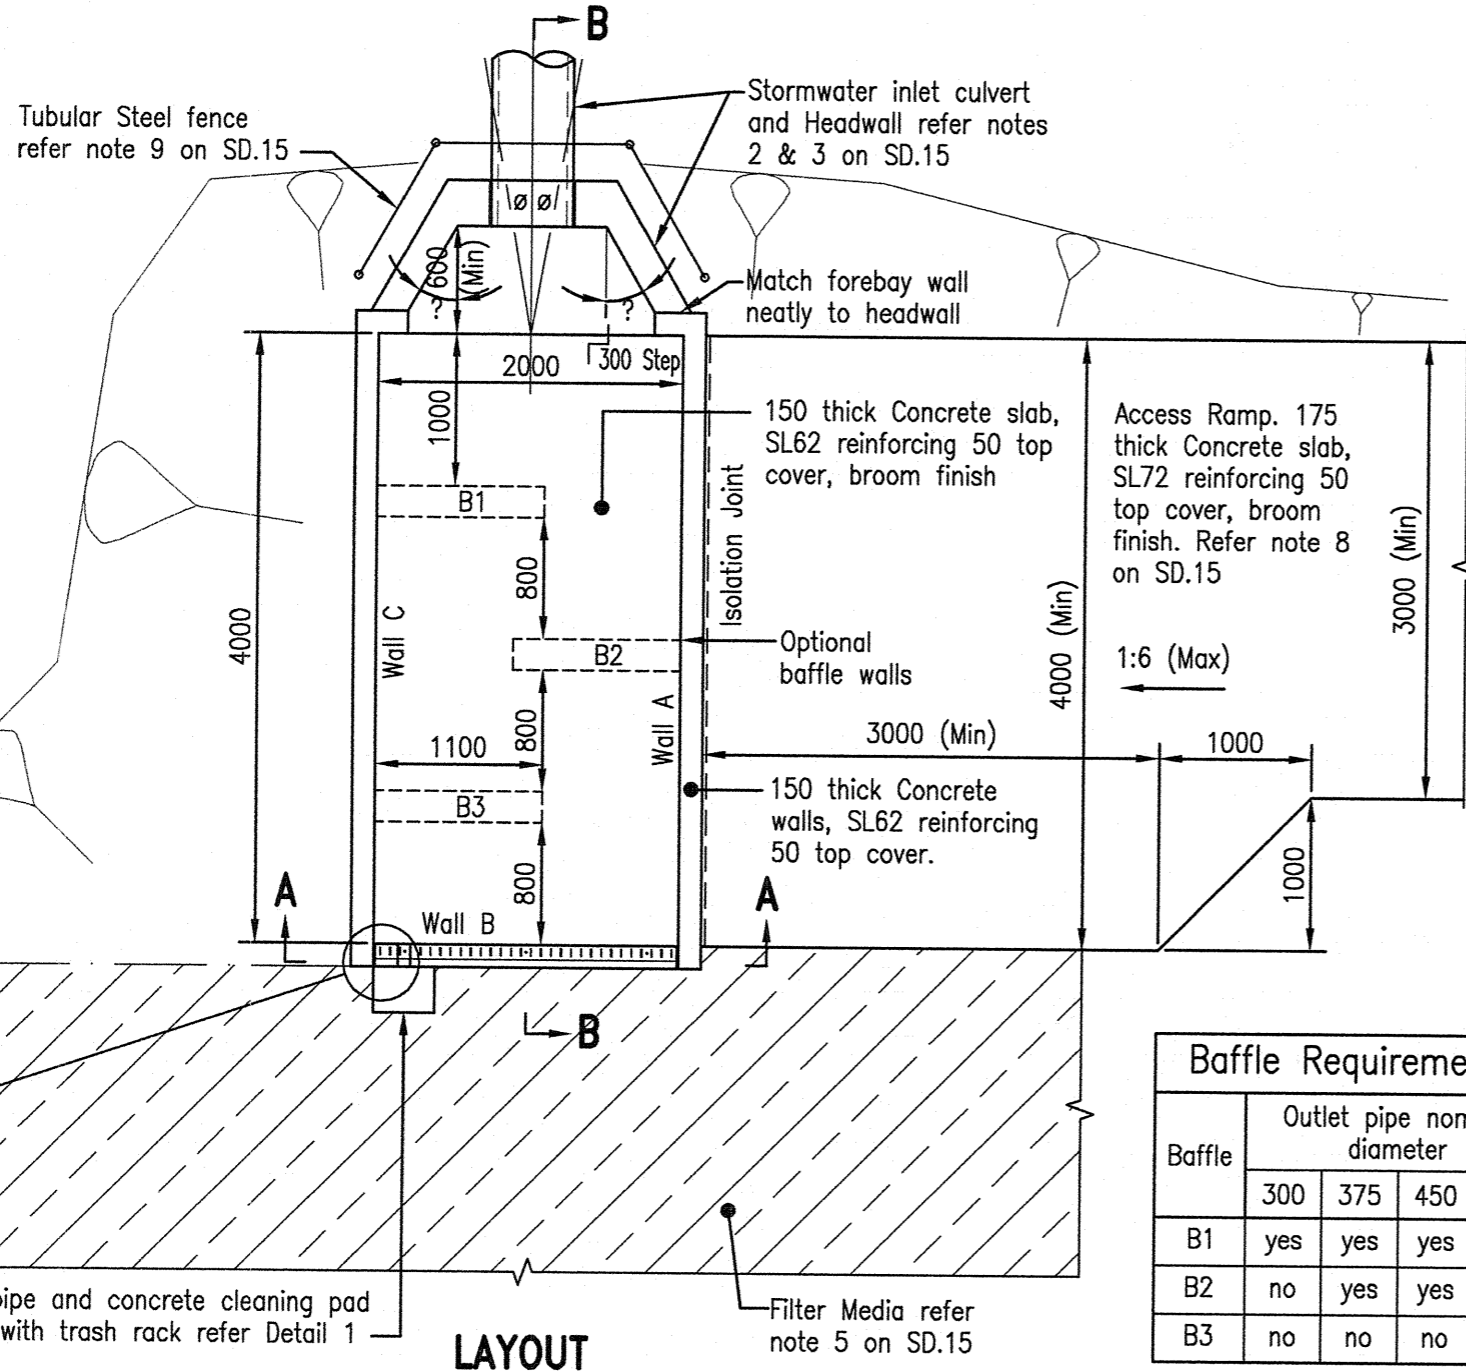 B
Tubular Steel fence
refer note 9 on SD.15
Stormwater inlet culvert
and Headwall refer notes
2 & 3 on SD.15
Ø Ø
600
(Min)
? ?
Match forebay wall
neatly to headwall
300 Step
2000
1000
150 thick Concrete slab,
SL62 reinforcing 50 top
cover, broom finish
Access Ramp. 175
thick Concrete slab,
SL72 reinforcing 50
top cover, broom
finish. Refer note 8
on SD.15
B1
Isolation Joint
3000 (Min)
800
4000
Wall C
B2
Optional
baffle walls
4000 (Min)
1:6 (Max)
Wall A
1100
800
3000 (Min)
1000
B3
150 thick Concrete
walls, SL62 reinforcing
50 top cover.
800
1000
A
A
Wall B
B
Baffle Requireme
Baffle
Outlet pipe nom
diameter
300 375 450
B1 yes yes yes
B2 no yes yes
B3 no no no
pipe and concrete cleaning pad
with trash rack refer Detail 1
Filter Media refer
note 5 on SD.15
LAYOUT